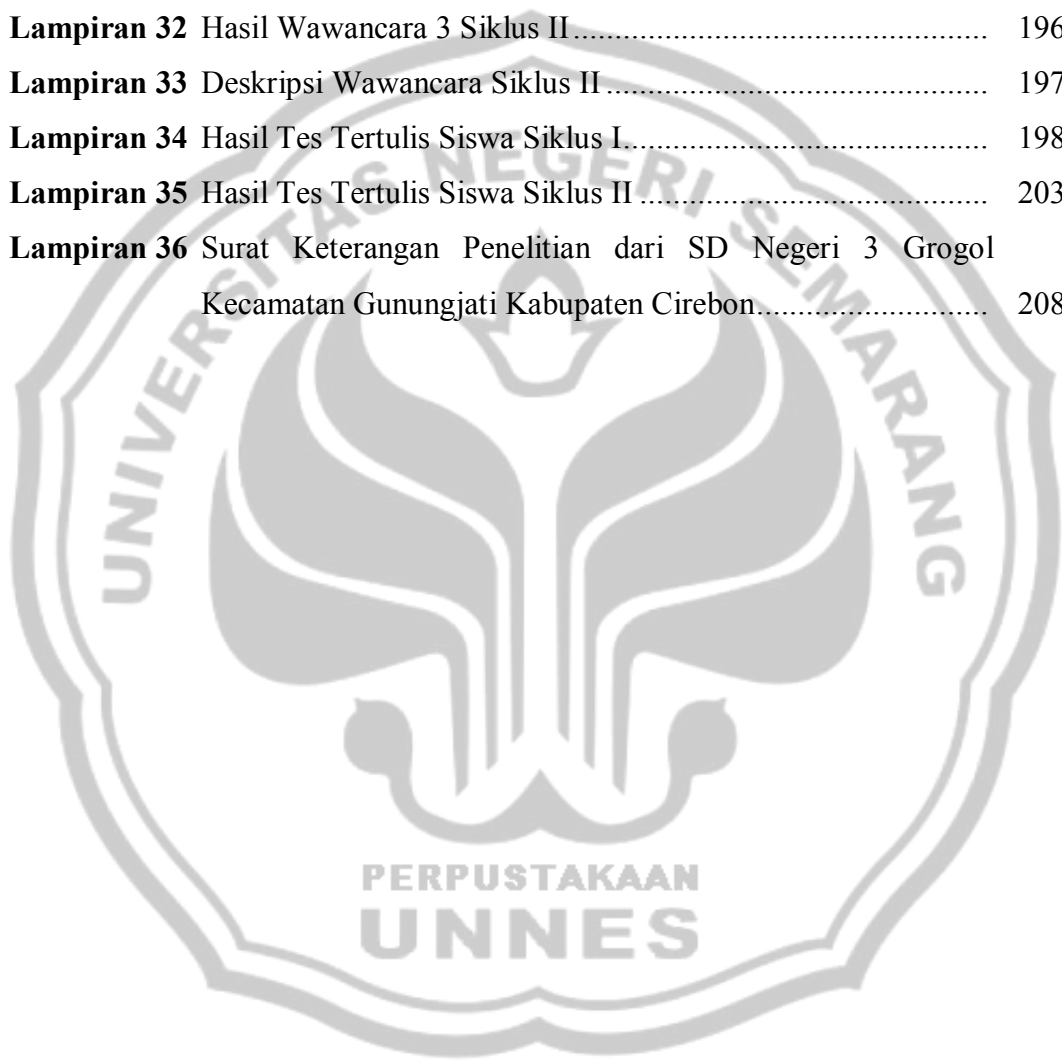 Lampiran 32 Hasil Wawancara 3 Siklus II.................................................. 196
Lampiran 33 Deskripsi Wawancara Siklus II.............................................. 197
Lampiran 34 Hasil Tes Tertulis Siswa Siklus I............................................ 198
Lampiran 35 Hasil Tes Tertulis Siswa Siklus II .......................................... 203
Lampiran 36 Surat Keterangan Penelitian dari SD Negeri 3 Grogol
Kecamatan Gunungjati Kabupaten Cirebon............................ 208
UNIVERSITAS NEGERI SEMARANG
PERPUSTAKAAN
UNNES